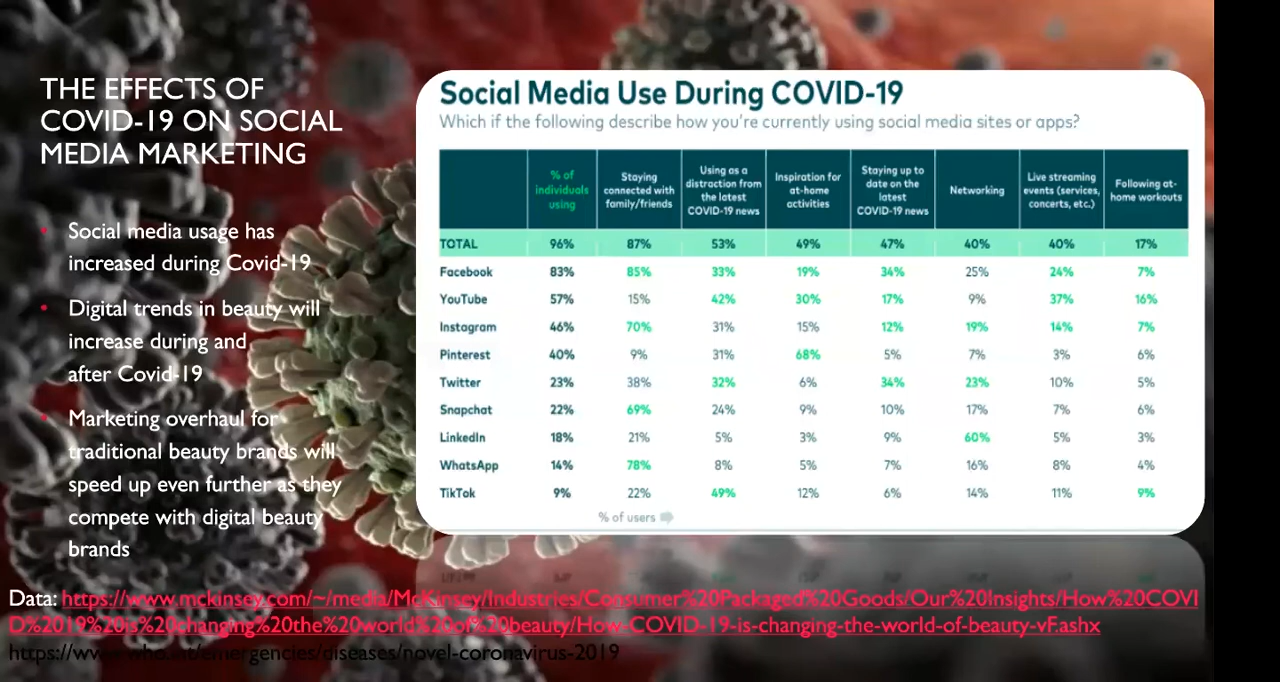 THE EFFECTS OF
COVID-19 ON SOCIAL
MEDIA MARKETING
• Social media usage has
increased during Covid-19
• Digital trends in beauty will
increase during and
after Covid-19
• Marketing overhaul for
traditional beauty brands will
speed up even further as they
compete with digital beauty
brands
Social Media Use During COVID-19
Which if the following describe how you're currently using social media sites or apps?
% of individuals using | Staying connected with family/friends | Using as a distraction from the latest COVID-19 news | Inspiration for at-home activities | Staying up to date on the latest COVID-19 news | Networking | Live streaming events (services, concerts, etc.) | Following at-home workouts
TOTAL 96% 87% 53% 49% 47% 40% 40% 17%
Facebook 83% 85% 33% 19% 34% 25% 24% 7%
YouTube 57% 15% 42% 30% 17% 9% 37% 16%
Instagram 46% 70% 31% 15% 12% 19% 14% 7%
Pinterest 40% 9% 31% 68% 5% 7% 3% 6%
Twitter 23% 38% 32% 6% 34% 23% 10% 5%
Snapchat 22% 69% 24% 9% 10% 17% 7% 6%
LinkedIn 18% 21% 5% 3% 9% 60% 5% 3%
WhatsApp 14% 78% 8% 5% 7% 16% 8% 4%
TikTok 9% 22% 49% 12% 6% 14% 11% 9%
% of users
Data: https://www.mckinsey.com/~/media/McKinsey/Industries/Consumer%20Packaged%20Goods/Our%20Insights/How%20COVI
D%2019%20is%20changing%20the%20world%20of%20beauty/How-COVID-19-is-changing-the-world-of-beauty-vF.ashx
https://www.who.int/emergencies/diseases/novel-coronavirus-2019